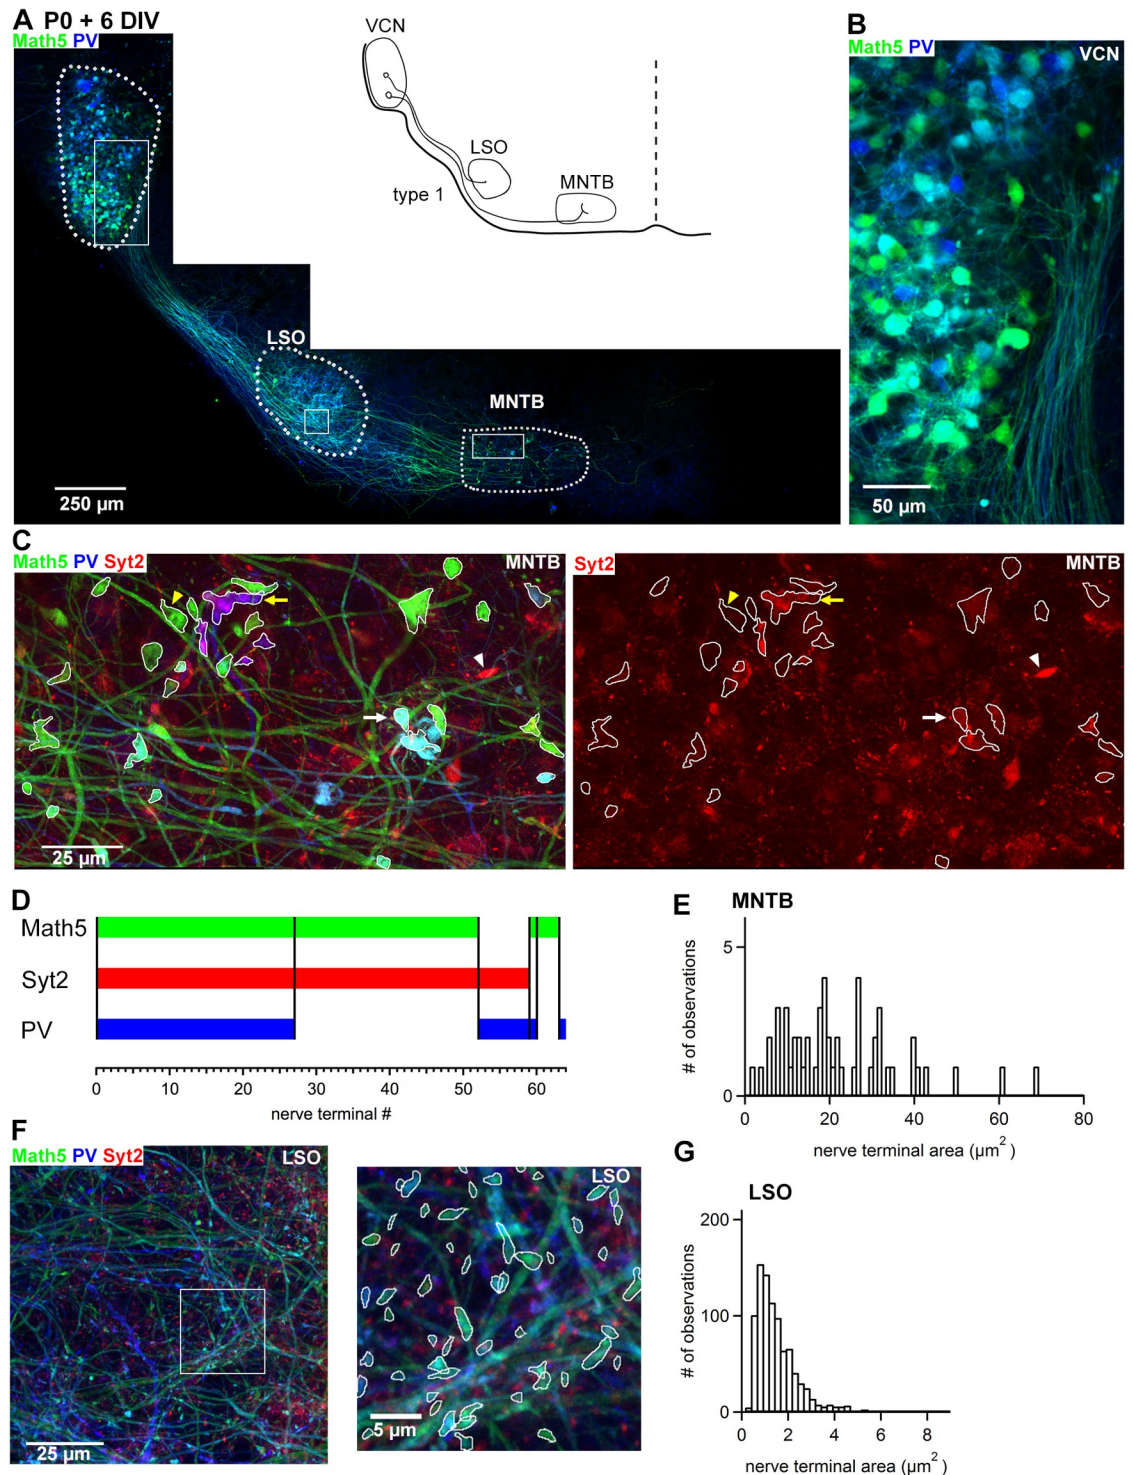 A P0 + 6 DIV
Math5 PV
VCN
LSO
MNTB
type 1
LSO
MNTB
250 µm
B
Math5 PV
VCN
50 µm
C
Math5 PV Syt2
MNTB
25 µm
Syt2
MNTB
D
Math5
Syt2
PV
0 10 20 30 40 50 60
nerve terminal #
E MNTB
# of observations
5
0
0 20 40 60 80
nerve terminal area (µm²)
F
Math5 PV Syt2
LSO
25 µm
LSO
5 µm
G
LSO
# of observations
200
100
0
0 2 4 6 8
nerve terminal area (µm²)